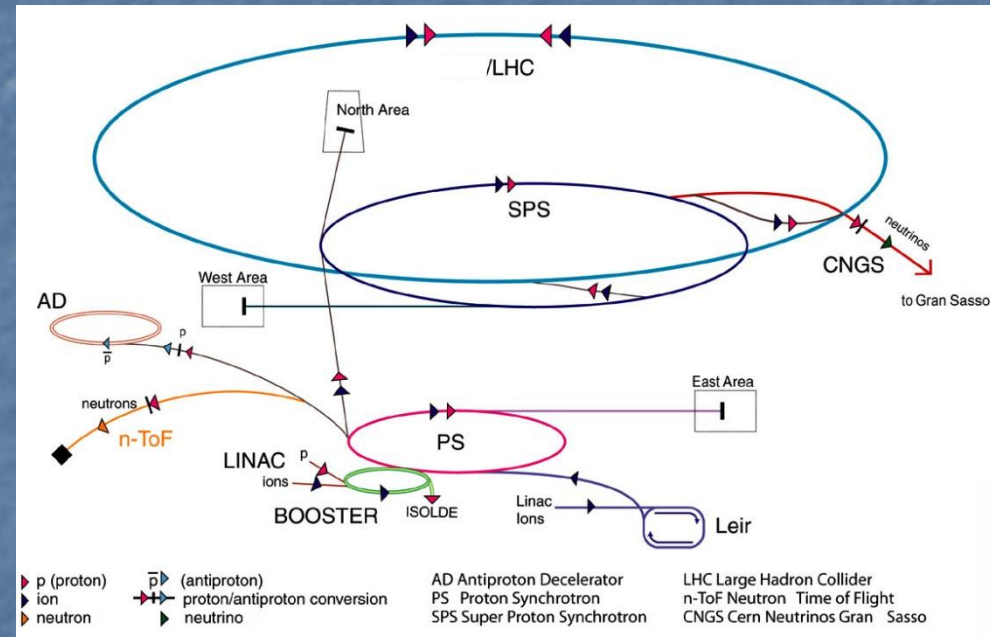 /LHC
North Area
SPS
neutrinos
CNGS
to Gran Sasso
West Area
AD
p
p̅
neutrons
n-ToF
East Area
PS
LINAC
p
ions
BOOSTER
ISOLDE
Linac
Ions
Leir
p (proton)
ion
neutron
p̅ (antiproton)
proton/antiproton conversion
neutrino
AD Antiproton Decelerator
PS Proton Synchrotron
SPS Super Proton Synchrotron
LHC Large Hadron Collider
n-ToF Neutron Time of Flight
CNGS Cern Neutrinos Gran Sasso